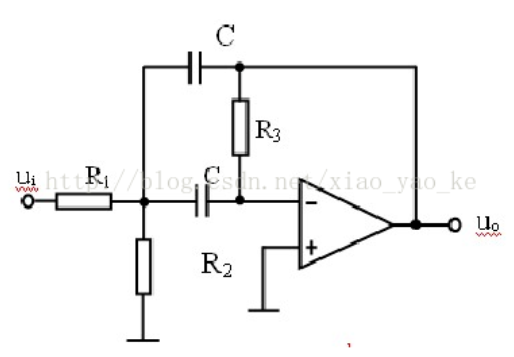 C
R₃
uᵢ
R₁
C
http://blog.csdn.net/xiao_yao_ke
−
+
R₂
uₒ